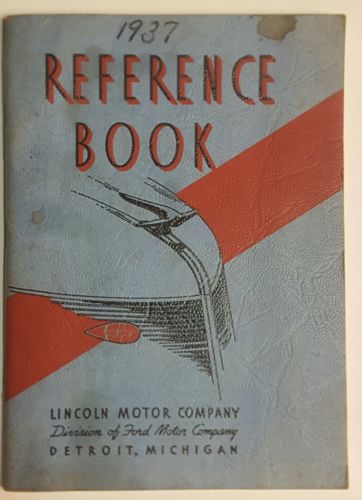 1937
REFERENCE
BOOK
LINCOLN MOTOR COMPANY
Division of Ford Motor Company
DETROIT, MICHIGAN